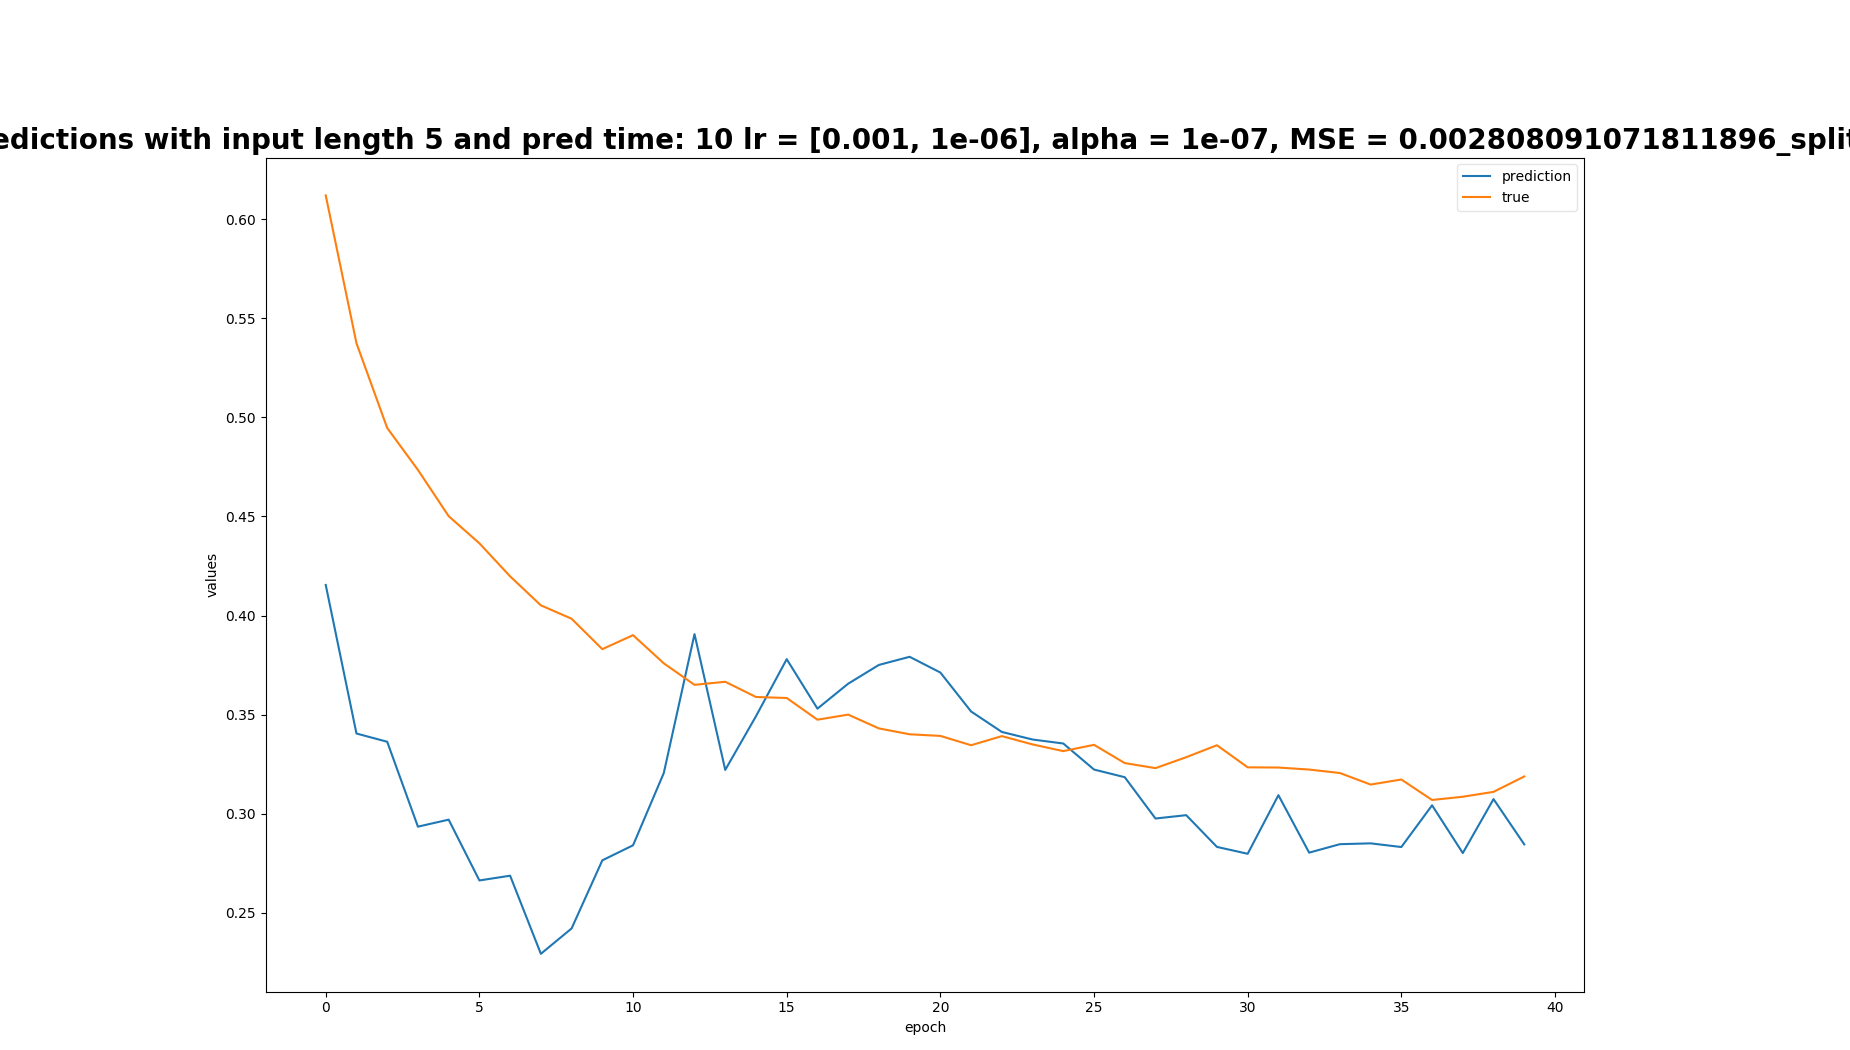 edictions with input length 5 and pred time: 10 lr = [0.001, 1e-06], alpha = 1e-07, MSE = 0.002808091071811896_split
prediction
true
0.60
0.55
0.50
0.45
0.40
0.35
0.30
0.25
values
0 5 10 15 20 25 30 35 40
epoch